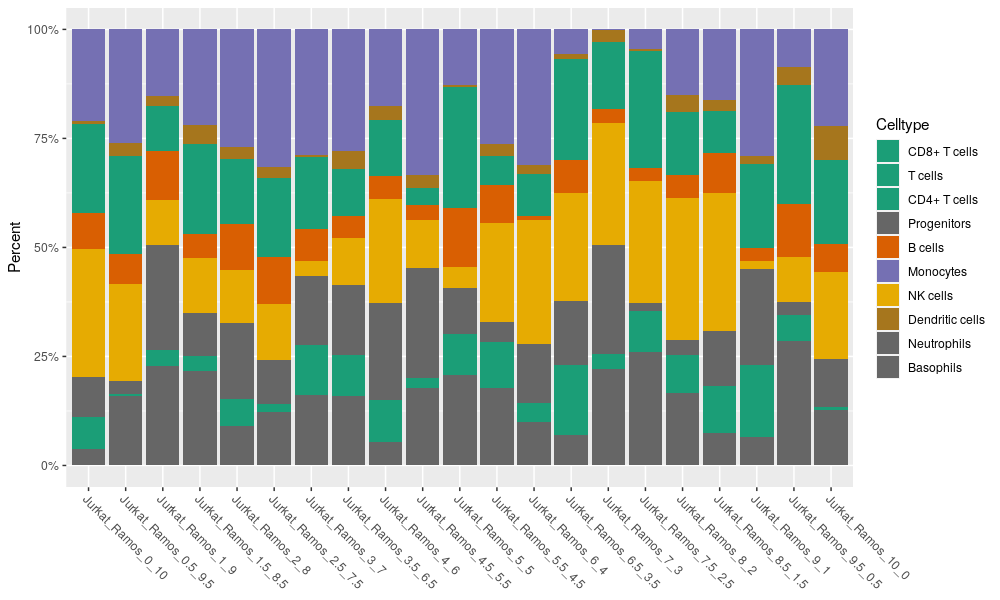 100%
75%
50%
25%
0%
Percent
Jurkat_Ramos_0_10
Jurkat_Ramos_0.5_9.5
Jurkat_Ramos_1_9
Jurkat_Ramos_1.5_8.5
Jurkat_Ramos_2_8
Jurkat_Ramos_2.5_7.5
Jurkat_Ramos_3_7
Jurkat_Ramos_3.5_6.5
Jurkat_Ramos_4_6
Jurkat_Ramos_4.5_5.5
Jurkat_Ramos_5_5
Jurkat_Ramos_5.5_4.5
Jurkat_Ramos_6_4
Jurkat_Ramos_6.5_3.5
Jurkat_Ramos_7_3
Jurkat_Ramos_7.5_2.5
Jurkat_Ramos_8_2
Jurkat_Ramos_8.5_1.5
Jurkat_Ramos_9_1
Jurkat_Ramos_9.5_0.5
Jurkat_Ramos_10_0
Celltype
CD8+ T cells
T cells
CD4+ T cells
Progenitors
B cells
Monocytes
NK cells
Dendritic cells
Neutrophils
Basophils